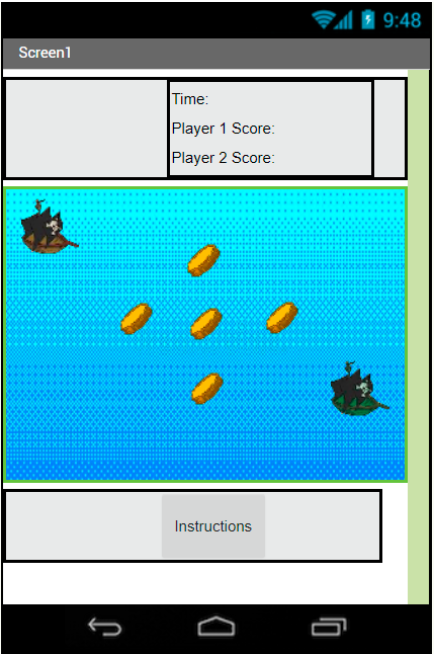 9:48
Screen1
Time:
Player 1 Score:
Player 2 Score:
Instructions